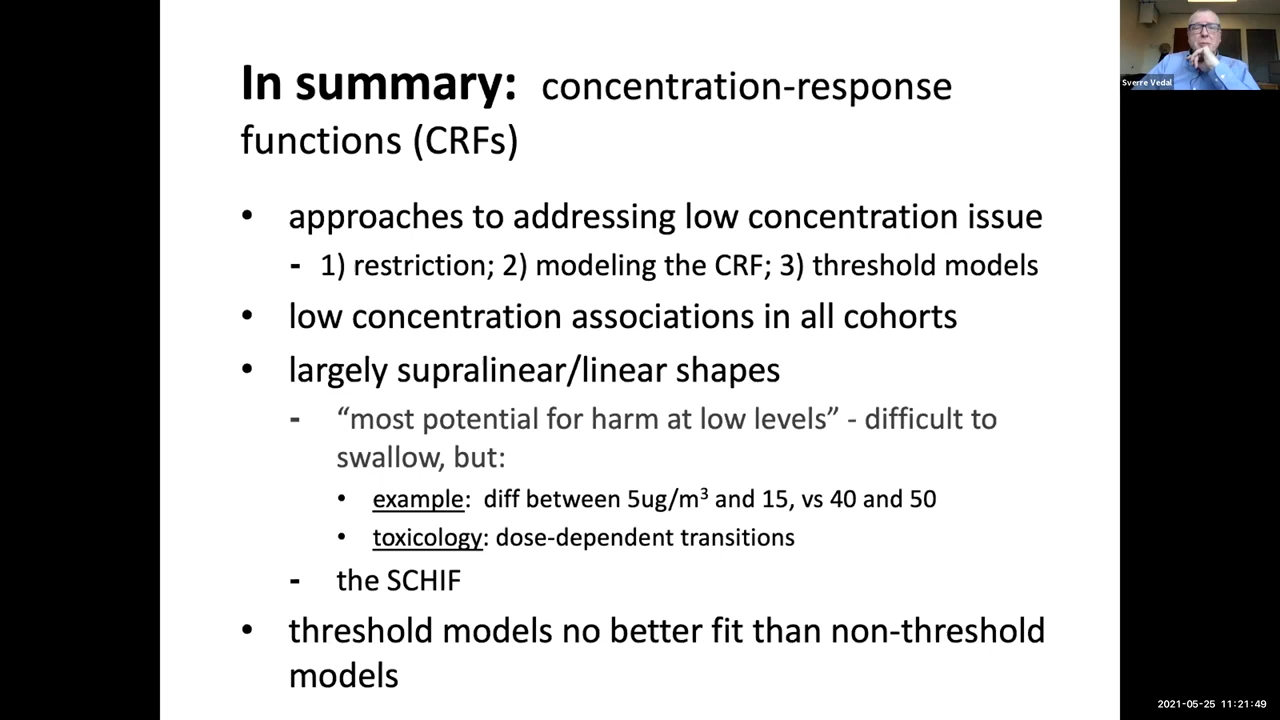 In summary: concentration-response
functions (CRFs)
• approaches to addressing low concentration issue
- 1) restriction; 2) modeling the CRF; 3) threshold models
• low concentration associations in all cohorts
• largely supralinear/linear shapes
- “most potential for harm at low levels” - difficult to
swallow, but:
• example: diff between 5ug/m³ and 15, vs 40 and 50
• toxicology: dose-dependent transitions
- the SCHIF
• threshold models no better fit than non-threshold
models
Sverre Vedal
2021-05-25 11:21:49